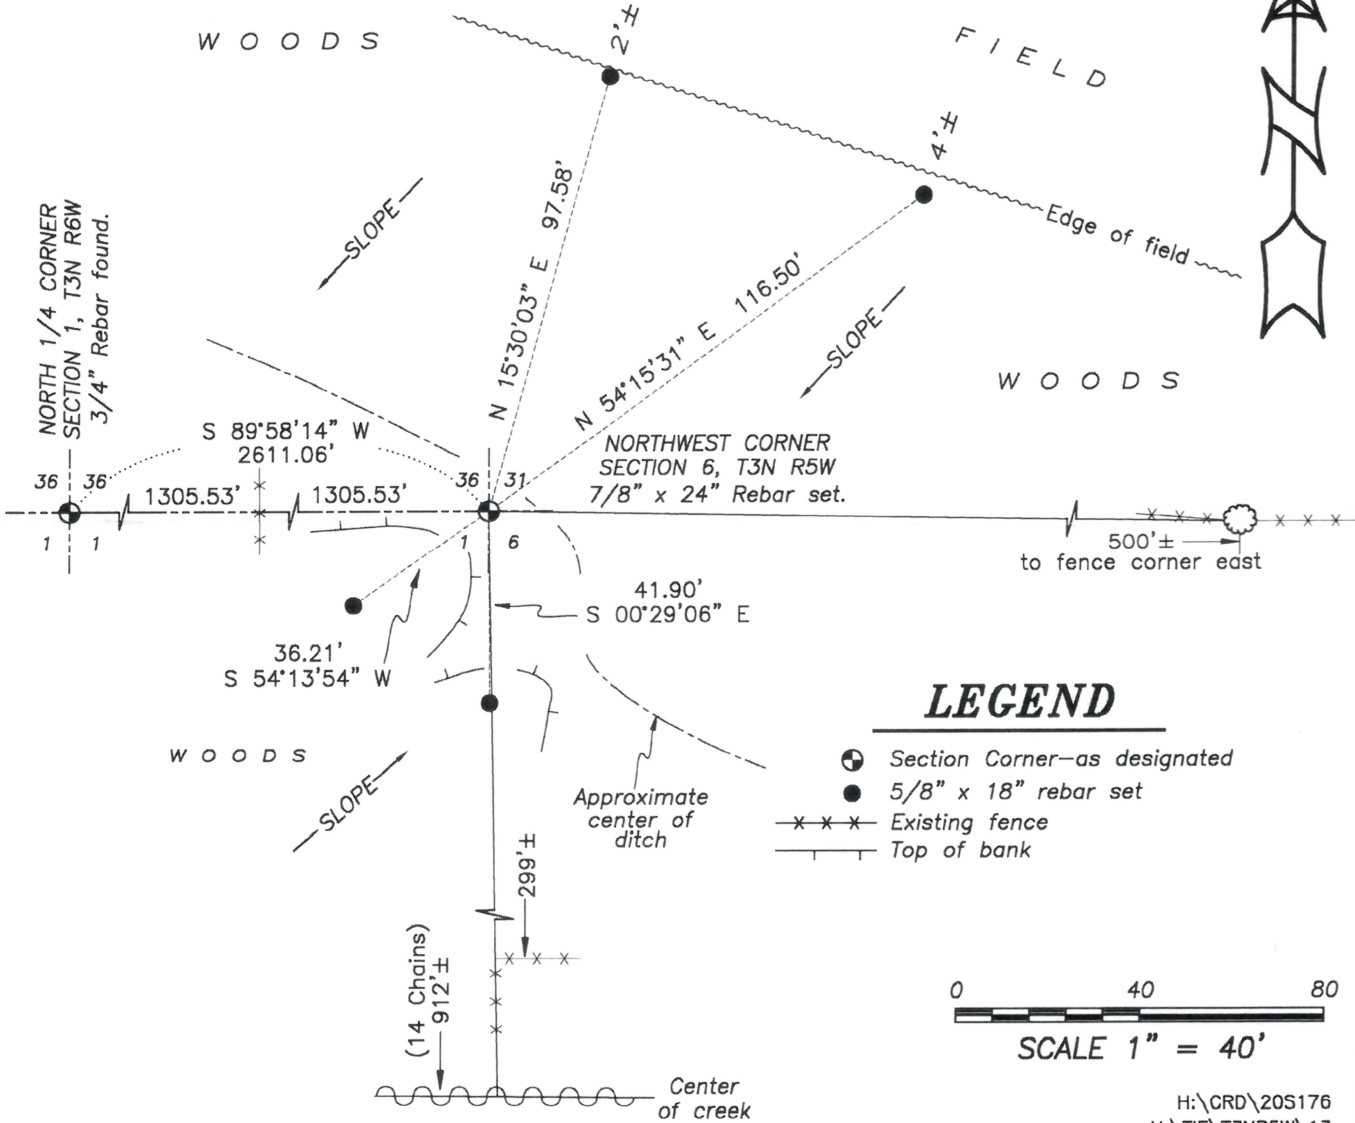 WOODS
2'±
FIELD
4'±
Edge of field
N 15°30'03" E 97.58'
N 54°15'31" E 116.50'
SLOPE
SLOPE
WOODS
N
NORTH 1/4 CORNER
SECTION 1, T3N R6W
3/4" Rebar found.
S 89°58'14" W
2611.06'
36 36
1305.53'
1305.53'
36 31
NORTHWEST CORNER
SECTION 6, T3N R5W
7/8" x 24" Rebar set.
1 1
1 6
500'±
to fence corner east
41.90'
S 00°29'06" E
36.21'
S 54°13'54" W
WOODS
SLOPE
Approximate
center of
ditch
LEGEND
Section Corner-as designated
5/8" x 18" rebar set
Existing fence
Top of bank
299'±
(14 Chains)
912'±
Center
of creek
0 40 80
SCALE 1" = 40'
H:\CRD\20S176